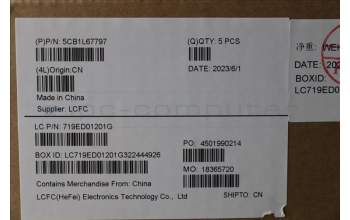 (P)P/N: 5CB1L67797
(Q)QTY: 5 PCS
(4L)Origin:CN
DATE: 2023/6/1
Made in China
Supplier: LCFC
LC P/N: 719ED01201G
PO: 4501990214
BOX ID: LC719ED01201G322444926
MO: 18365720
Contains Merchandise From: China
LCFC(HeFei) Electronics Technology Co., Ltd
SHIPTO: CN
净重:
DATE: 202
BOXID:
LC719ED0